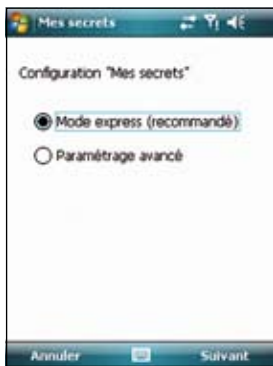 Mes secrets
Configuration "Mes secrets"
Mode express (recommandé)
Paramétrage avancé
Annuler
Suivant